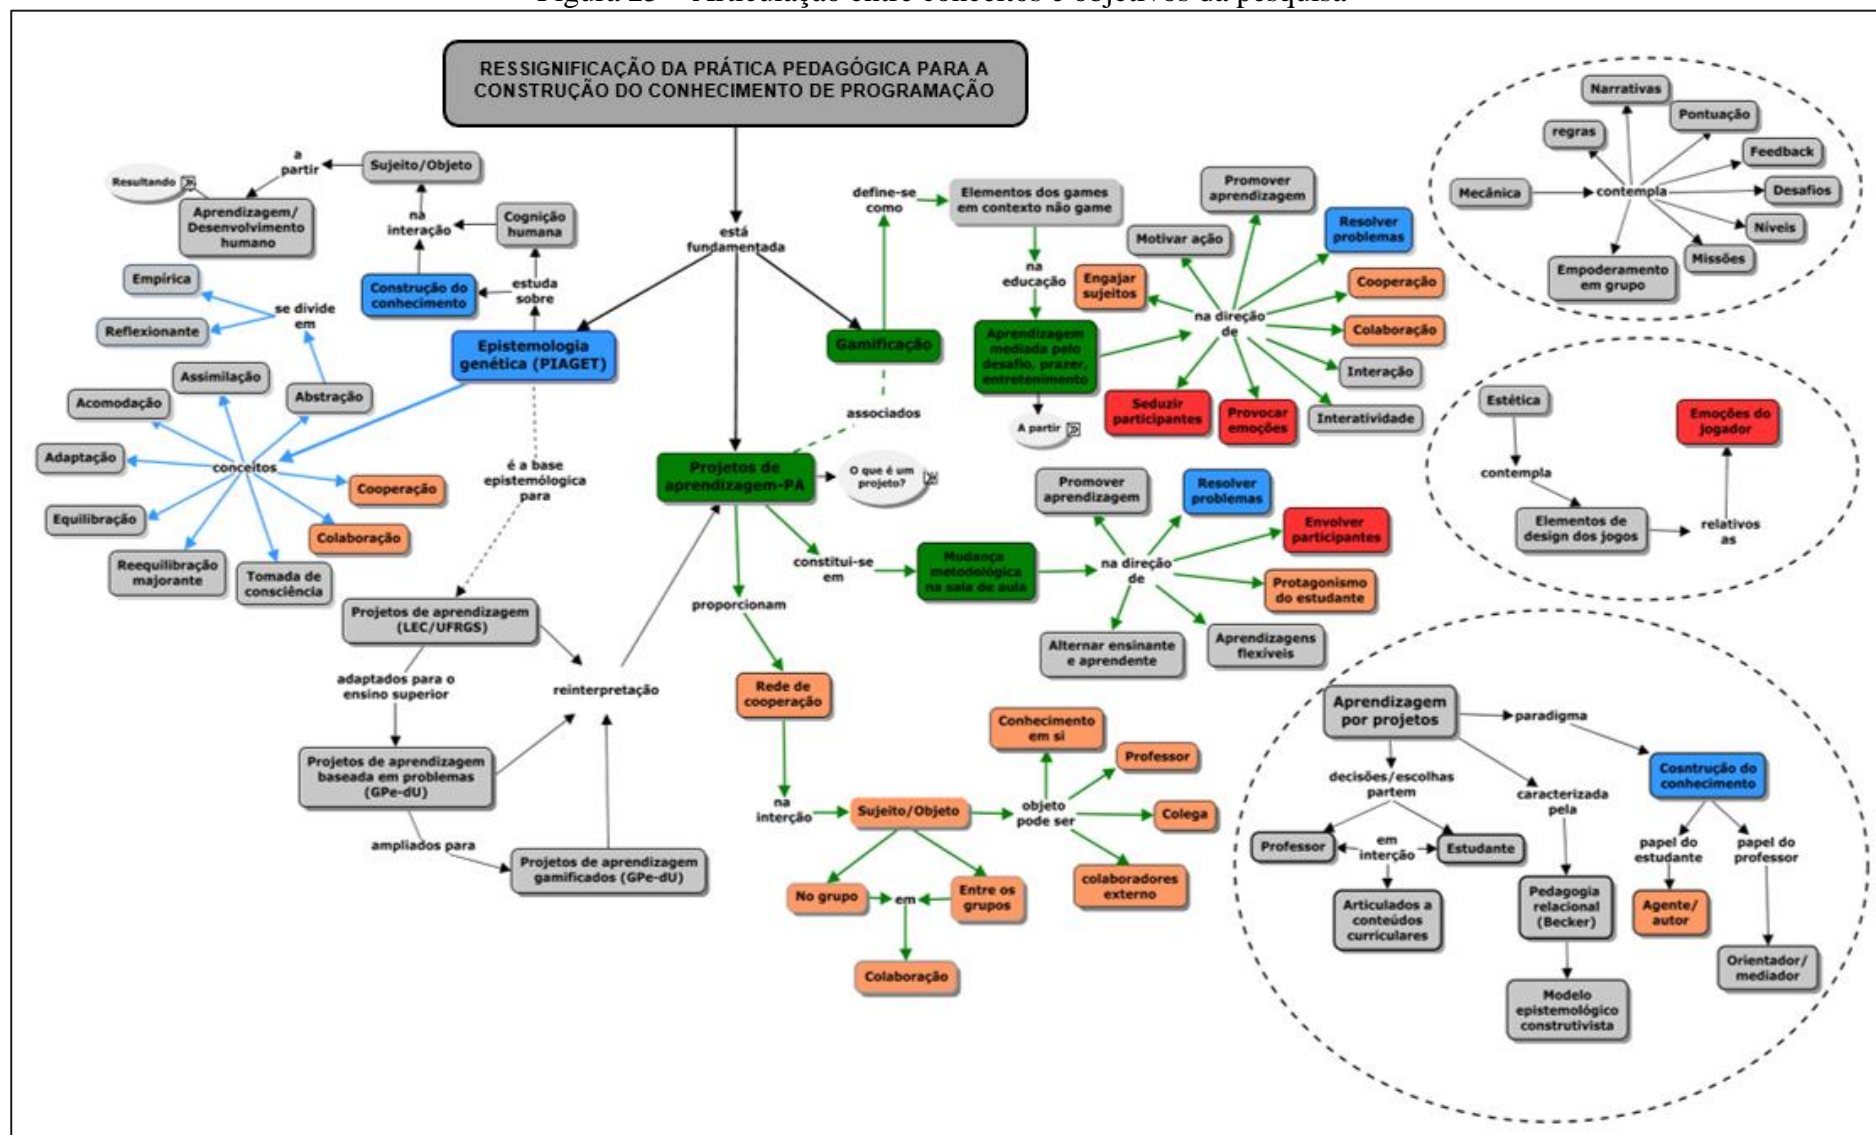 Figura 25 – Articulação entre conceitos e objetivos da pesquisa
RESSIGNIFICAÇÃO DA PRÁTICA PEDAGÓGICA PARA A
CONSTRUÇÃO DO CONHECIMENTO DE PROGRAMAÇÃO
está
fundamentada
Resultando
a
partir
Sujeito/Objeto
Aprendizagem/
Desenvolvimento
humano
na
interação
Cognição
humana
Construção do
conhecimento
estuda
sobre
Epistemologia
genética (PIAGET)
Empírica
Reflexionante
se divide
em
Assimilação
Abstração
Acomodação
Adaptação
conceitos
Equilibração
Reequilibração
majorante
Tomada de
consciência
Cooperação
Colaboração
é a base
epistemólogica
para
Projetos de aprendizagem
(LEC/UFRGS)
adaptados para o
ensino superior
reinterpretação
Projetos de aprendizagem
baseada em problemas
(GPe-dU)
ampliados para
Projetos de aprendizagem
gamificados (GPe-dU)
Gamificação
define-se
como
Elementos dos games
em contexto não game
na
educação
Aprendizagem
mediada pelo
desafio, prazer,
entretenimento
A partir
na direção
de
Promover
aprendizagem
Motivar ação
Resolver
problemas
Engajar
sujeitos
Cooperação
Colaboração
Interação
Interatividade
Seduzir
participantes
Provocar
emoções
associados
Projetos de
aprendizagem-PA
O que é um
projeto?
constitui-se
em
Mudança
metodológica
na sala de aula
na direção
de
Promover
aprendizagem
Resolver
problemas
Envolver
participantes
Protagonismo
do estudante
Aprendizagens
flexíveis
Alternar ensinante
e aprendente
proporcionam
Rede de
cooperação
na
interção
Sujeito/Objeto
objeto
pode ser
Conhecimento
em si
Professor
Colega
colaboradores
externo
No grupo
em
Entre os
grupos
Colaboração
Mecânica
contempla
regras
Narrativas
Pontuação
Feedback
Desafios
Níveis
Missões
Empoderamento
em grupo
Estética
contempla
Elementos de
design dos jogos
relativos
as
Emoções do
jogador
Aprendizagem
por projetos
paradigma
decisões/escolhas
partem
caracterizada
pela
Cosntrução do
conhecimento
Professor
em
interção
Estudante
Articulados a
conteúdos
curriculares
Pedagogia
relacional
(Becker)
Modelo
epistemológico
construtivista
papel do
estudante
papel do
professor
Agente/
autor
Orientador/
mediador